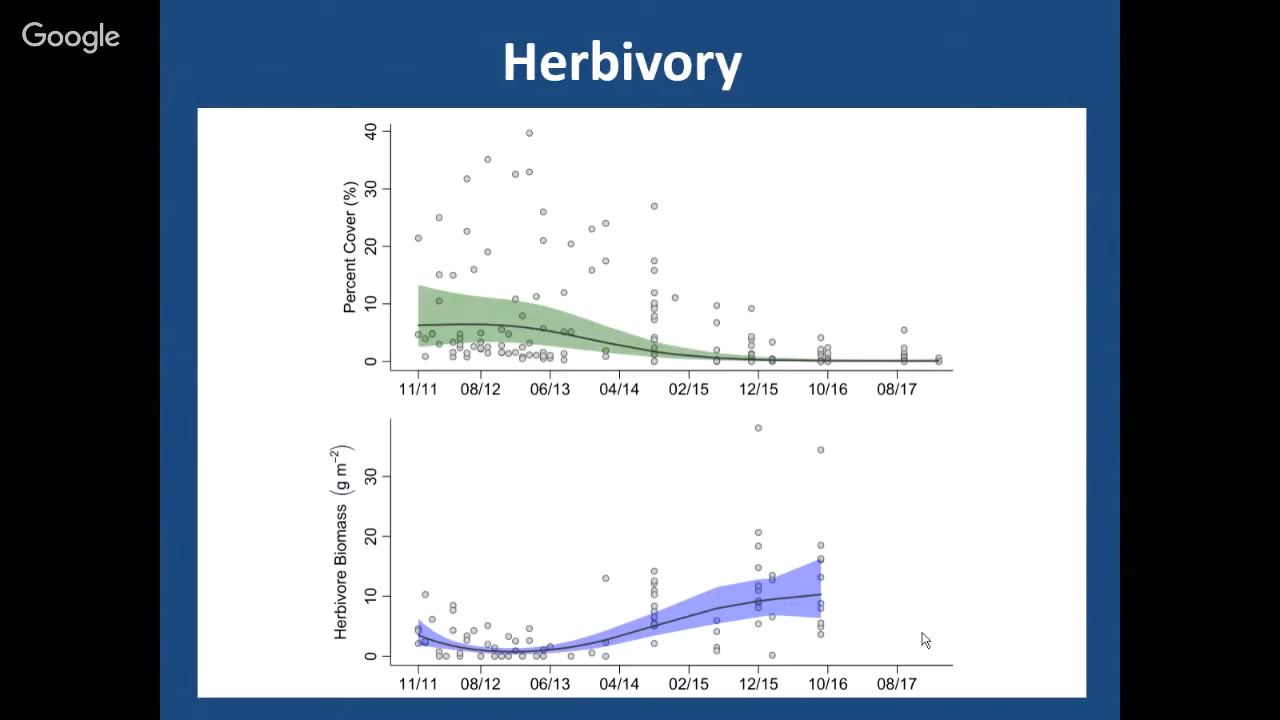 Google
Herbivory
Percent Cover (%)
40
30
20
10
0
11/11 08/12 06/13 04/14 02/15 12/15 10/16 08/17
Herbivore Biomass (g m⁻²)
30
20
10
0
11/11 08/12 06/13 04/14 02/15 12/15 10/16 08/17